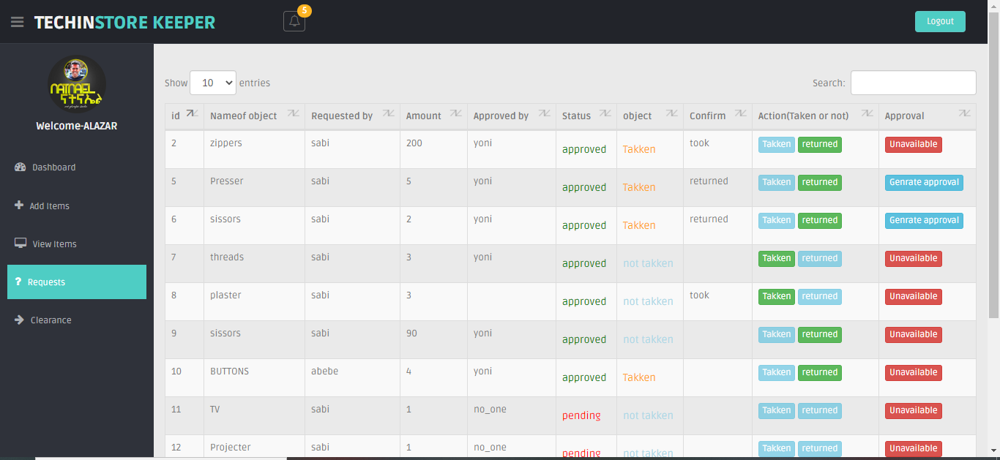 TECHINSTORE KEEPER
5
Logout
NATNAEL
ናተናኤል
Welcome-ALAZAR
Dashboard
Add Items
View Items
Requests
Clearance
Show 10 entries
Search:
id Nameof object Requested by Amount Approved by Status object Confirm Action(Taken or not) Approval
2 zippers sabi 200 yoni approved Takken took Takken returned Unavailable
5 Presser sabi 5 yoni approved Takken returned Takken returned Genrate approval
6 sissors sabi 2 yoni approved Takken returned Takken returned Genrate approval
7 threads sabi 3 yoni approved not takken Takken returned Unavailable
8 plaster sabi 3 approved not takken took Takken returned Unavailable
9 sissors sabi 90 yoni approved not takken Takken returned Unavailable
10 BUTTONS abebe 4 yoni approved Takken Takken returned Unavailable
11 TV sabi 1 no_one pending not takken Takken returned Unavailable
12 Projecter sabi 1 no_one pending not takken Takken returned Unavailable